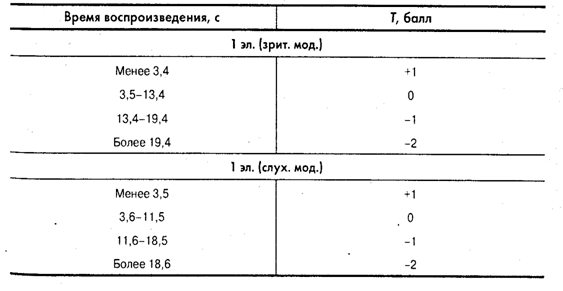 Время воспроизведения, с T, балл
1 эл. (зрит. мод.)
Менее 3,4 +1
3,5–13,4 0
13,4–19,4 –1
Более 19,4 –2
1 эл. (слух. мод.)
Менее 3,5 +1
3,6–11,5 0
11,6–18,5 –1
Более 18,6 –2